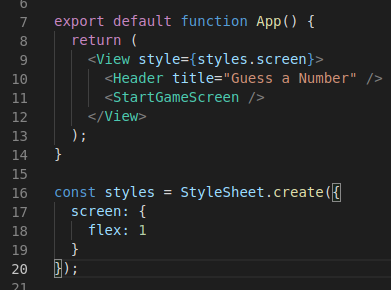 6
7 export default function App() {
8   return (
9     <View style={styles.screen}>
10       <Header title="Guess a Number" />
11       <StartGameScreen />
12     </View>
13   );
14 }
15
16 const styles = StyleSheet.create({
17   screen: {
18     flex: 1
19   }
20 });